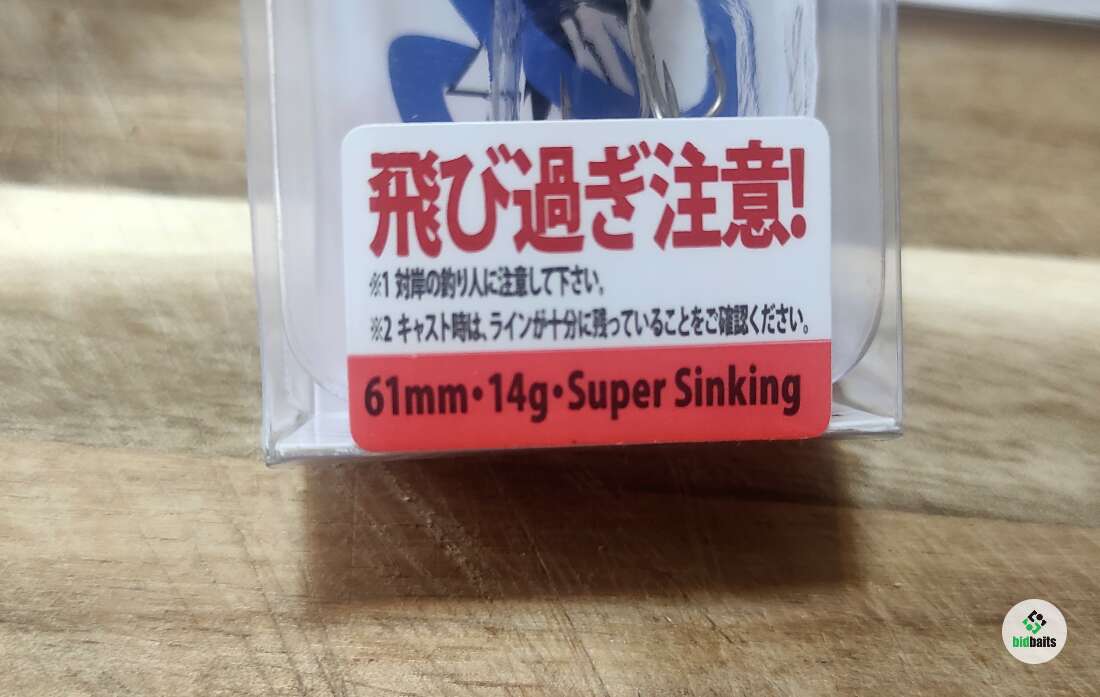 飛び過ぎ注意!
※1 対岸の釣り人に注意して下さい。
※2 キャスト時は、ラインが十分に残っていることをご確認ください。
61mm・14g・Super Sinking
bidbaits